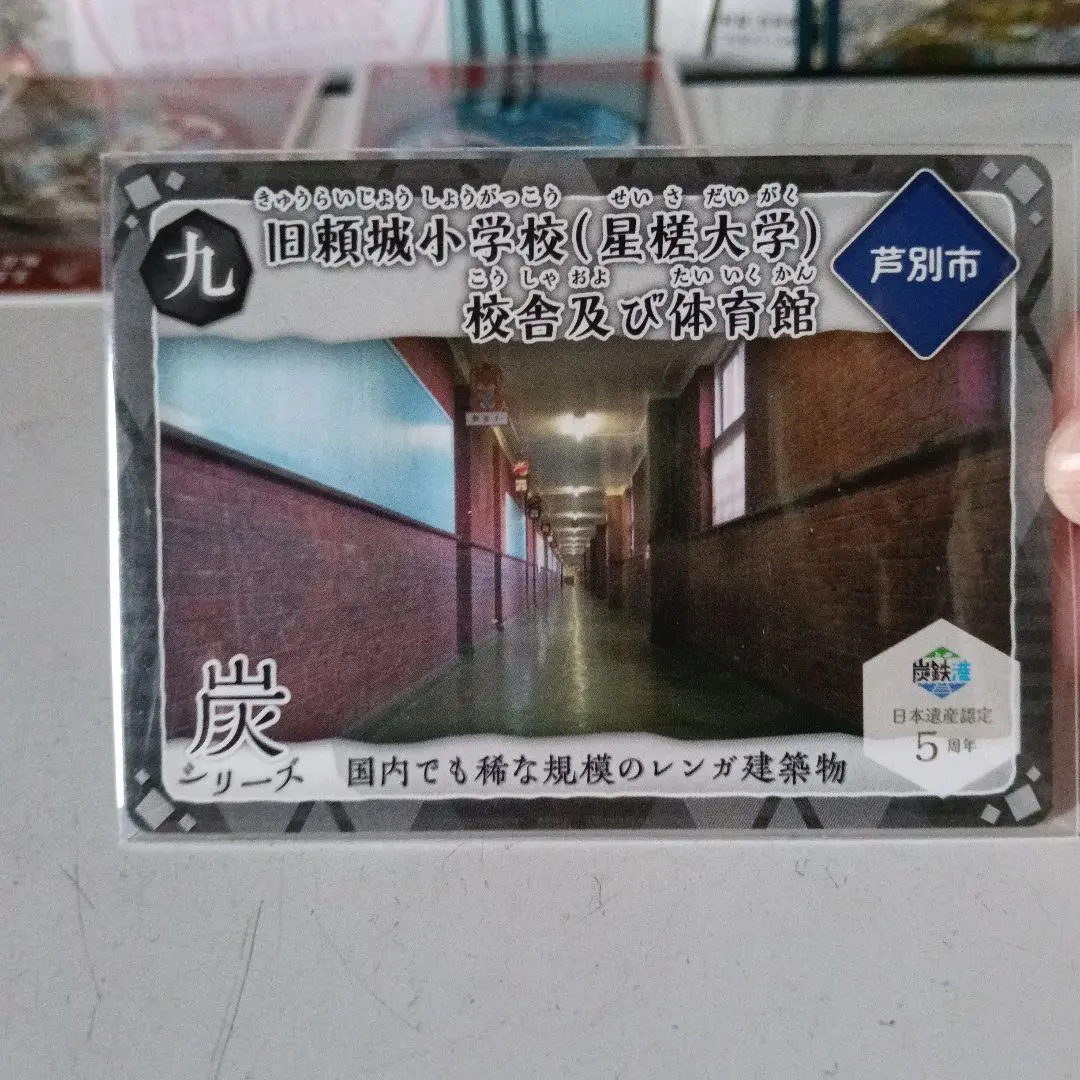 きゅうらいじょうしょうがっこう せいさだいがく
旧頼城小学校(星槎大学)
こうしゃおよ たいいくかん
校舎及び体育館
九
芦別市
炭
シリーズ
国内でも稀な規模のレンガ建築物
炭鉄港
日本遺産認定
5周年